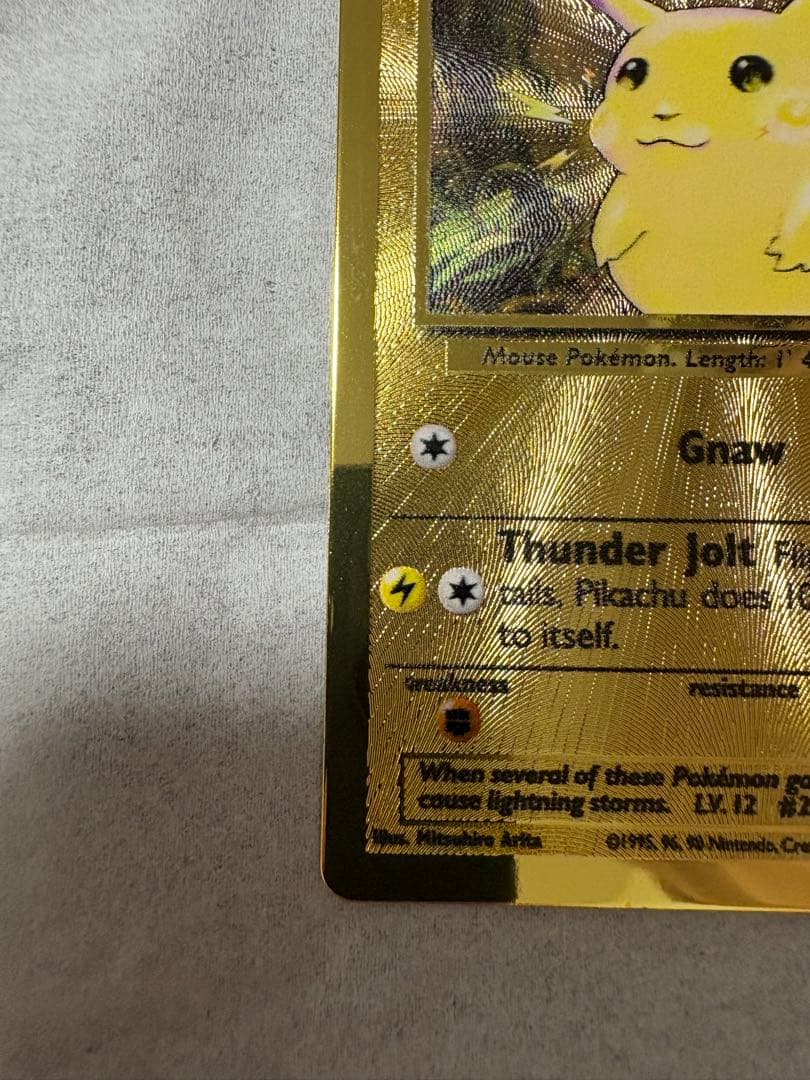 Mouse Pokémon. Length: 1'
Gnaw
Thunder Jolt
tails, Pikachu does 10
to itself.
weakness resistance
When several of these Pokémon
cause lightning storms. LV. 12
Illus. Mitsuhiro Arita ©1995, 96, 98 Nintendo,